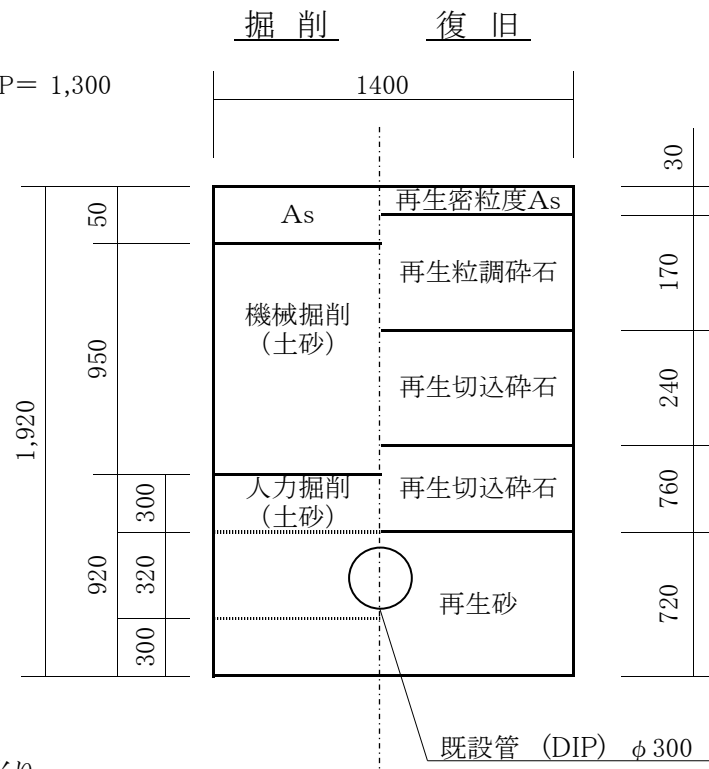 掘 削
復 旧
P= 1,300
1400
30
50
As
再生密粒度As
170
再生粒調砕石
機械掘削
(土砂)
950
240
再生切込砕石
1,920
人力掘削
(土砂)
再生切込砕石
760
300
920
320
再生砂
720
300
既設管 (DIP) φ300